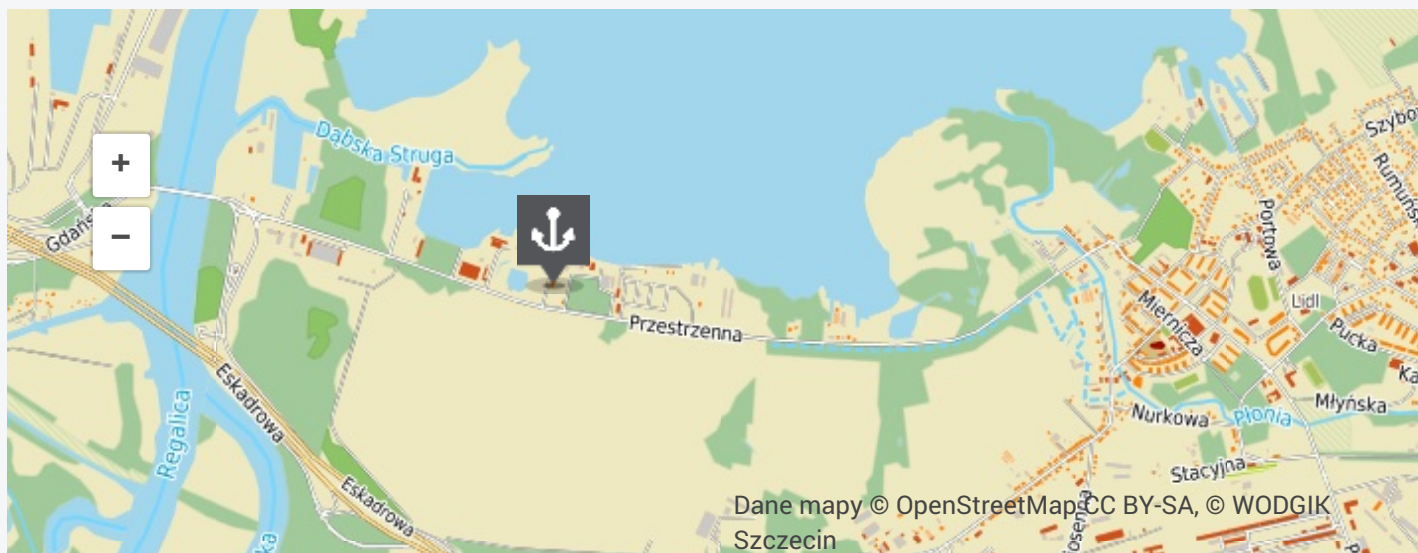 Szybo
Rumuńs
Dąbska Struga
+
Gdańska
Portowa
−
Lidl
Miernicza
Przestrzenna
Pucka
Ka
Eskadrowa
Młyńska
Nurkowa
Płonia
Regalica
Stacyjna
Eskadrowa
Dane mapy © OpenStreetMap CC BY-SA, © WODGIK
Szczecin